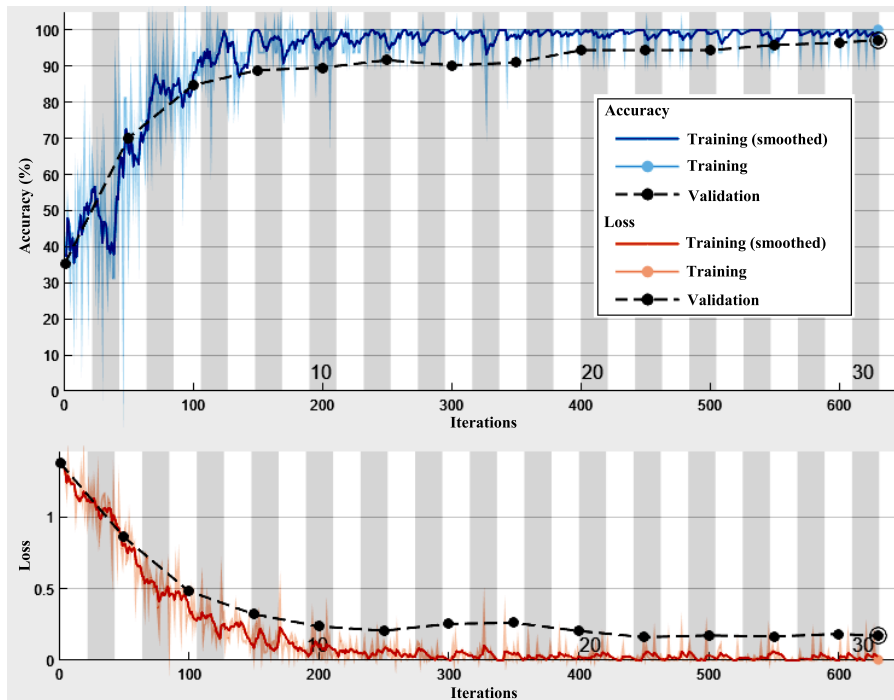 100
90
80
70
60
50
40
30
20
10
0
Accuracy (%)
Accuracy
Training (smoothed)
Training
Validation
Loss
Training (smoothed)
Training
Validation
10
20
30
0
100
200
300
400
500
600
Iterations
1
0.5
0
Loss
10
20
30
0
100
200
300
400
500
600
Iterations